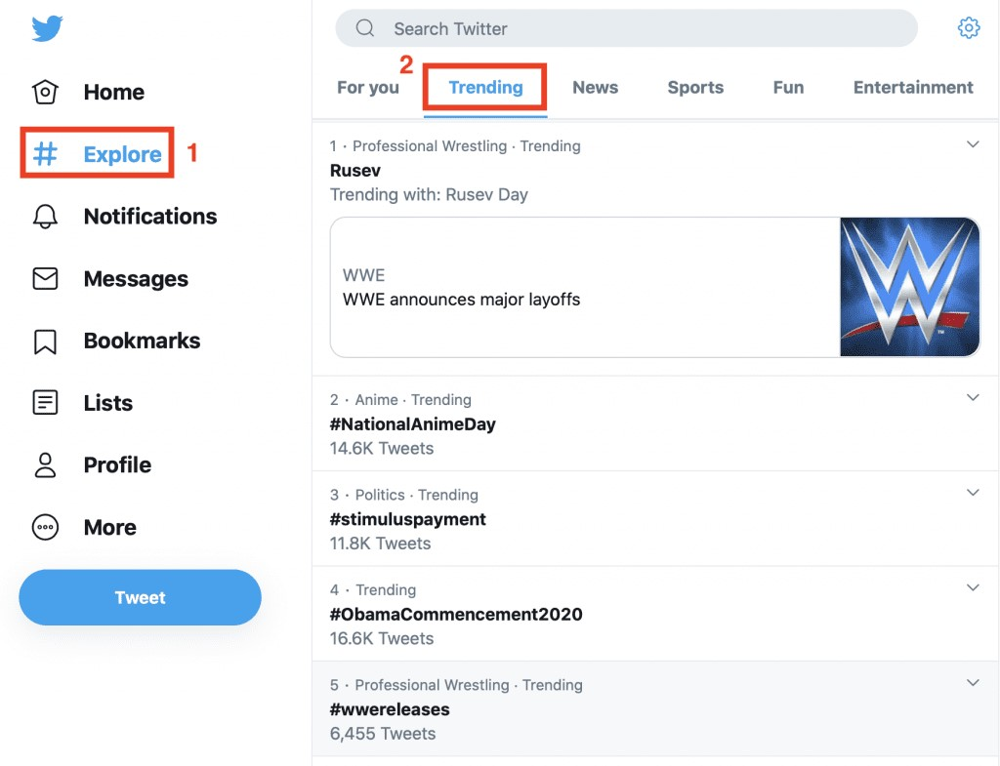 Search Twitter
Home
Explore
1
Notifications
Messages
Bookmarks
Lists
Profile
More
Tweet
For you
2
Trending
News
Sports
Fun
Entertainment
1 · Professional Wrestling · Trending
Rusev
Trending with: Rusev Day
WWE
WWE announces major layoffs
W
TM
2 · Anime · Trending
#NationalAnimeDay
14.6K Tweets
3 · Politics · Trending
#stimuluspayment
11.8K Tweets
4 · Trending
#ObamaCommencement2020
16.6K Tweets
5 · Professional Wrestling · Trending
#wwereleases
6,455 Tweets